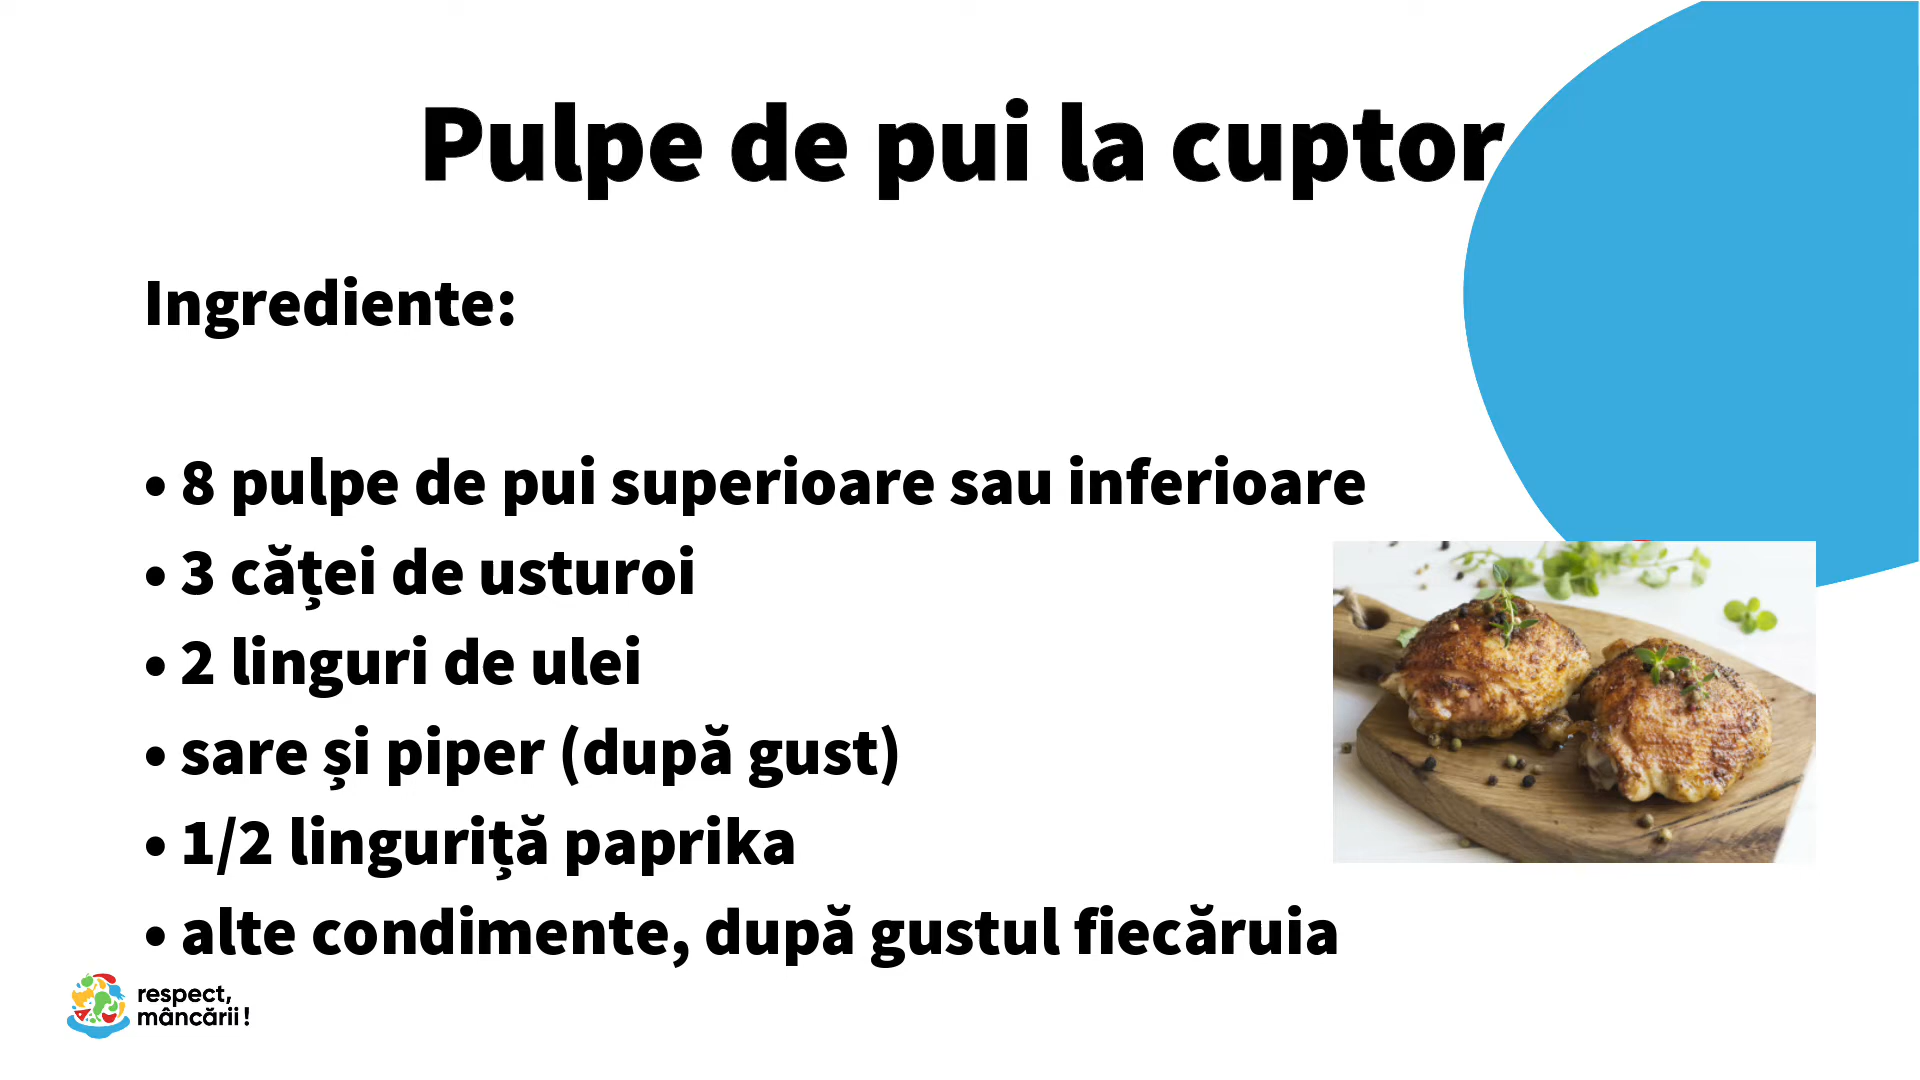 Pulpe de pui la cuptor
Ingrediente:
• 8 pulpe de pui superioare sau inferioare
• 3 căței de usturoi
• 2 linguri de ulei
• sare și piper (după gust)
• 1/2 linguriță paprika
• alte condimente, după gustul fiecăruia
respect,
mâncării!